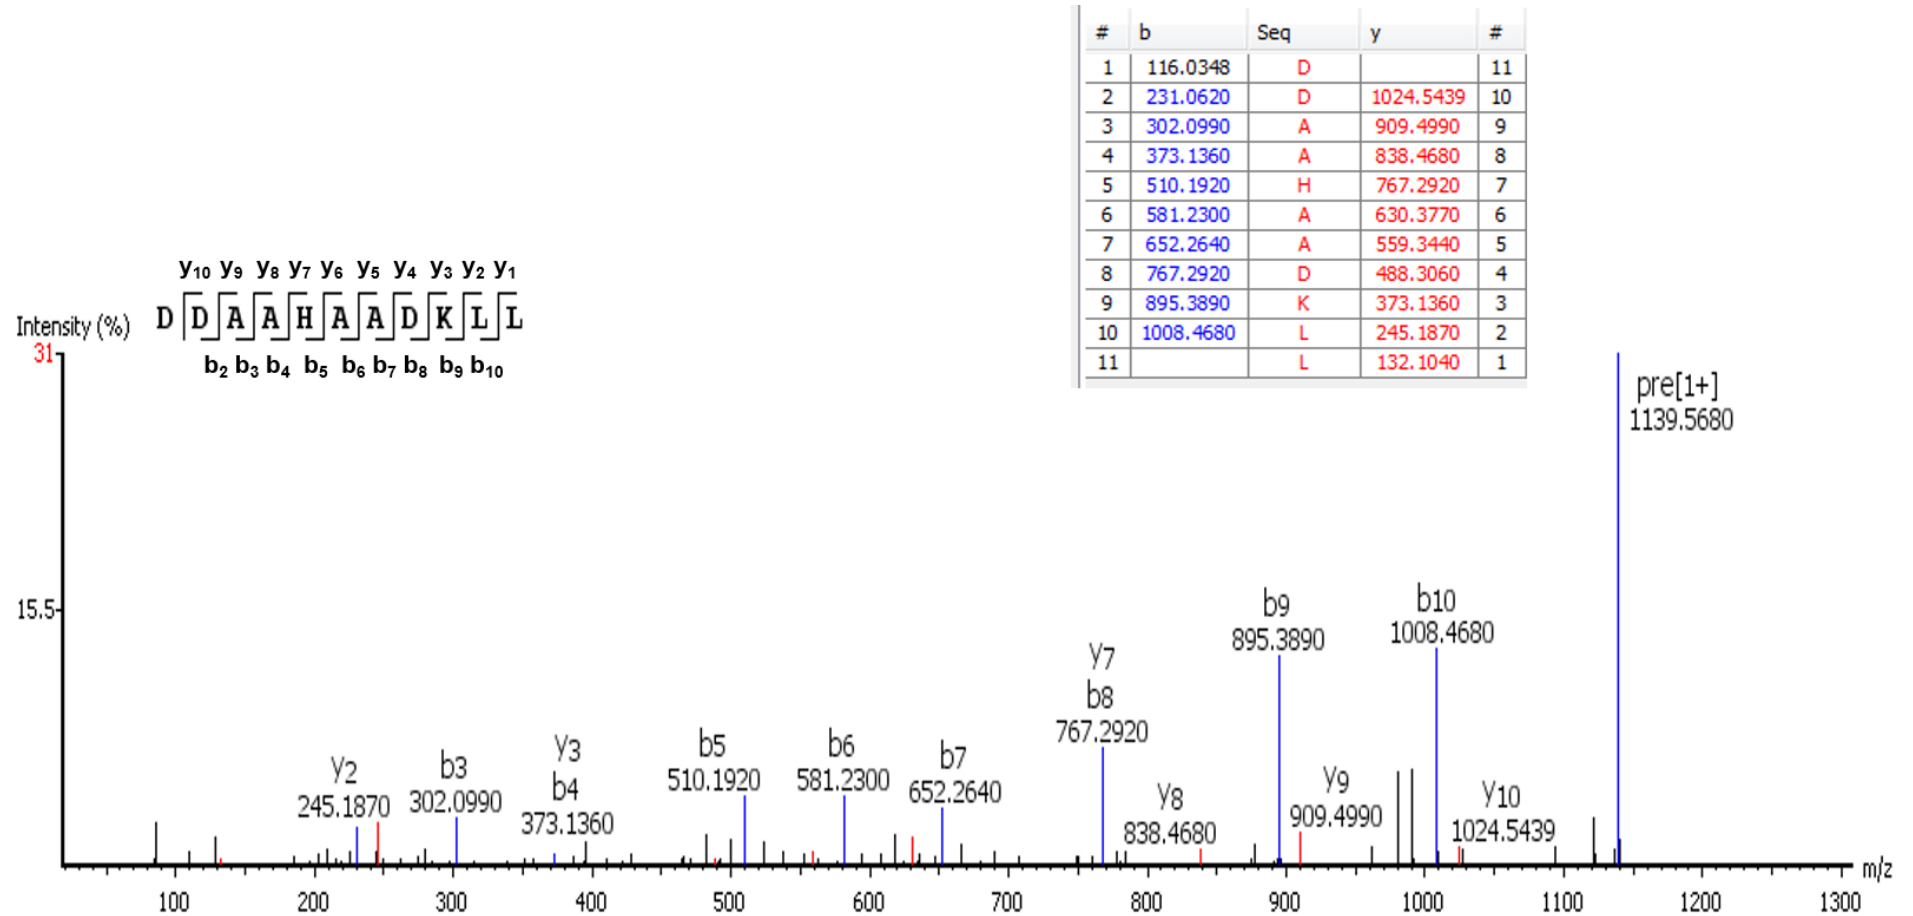 # b Seq y #
1 116.0348 D 11
2 231.0620 D 1024.5439 10
3 302.0990 A 909.4990 9
4 373.1360 A 838.4680 8
5 510.1920 H 767.2920 7
6 581.2300 A 630.3770 6
7 652.2640 A 559.3440 5
8 767.2920 D 488.3060 4
9 895.3890 K 373.1360 3
10 1008.4680 L 245.1870 2
11 L 132.1040 1
y10 y9 y8 y7 y6 y5 y4 y3 y2 y1
D D A A H A A D K L L
b2 b3 b4 b5 b6 b7 b8 b9 b10
Intensity (%)
31
15.5
y2
245.1870
b3
302.0990
y3
b4
373.1360
b5
510.1920
b6
581.2300
b7
652.2640
y7
b8
767.2920
y8
838.4680
b9
895.3890
y9
909.4990
b10
1008.4680
y10
1024.5439
pre[1+]
1139.5680
100 200 300 400 500 600 700 800 900 1000 1100 1200 1300
m/z